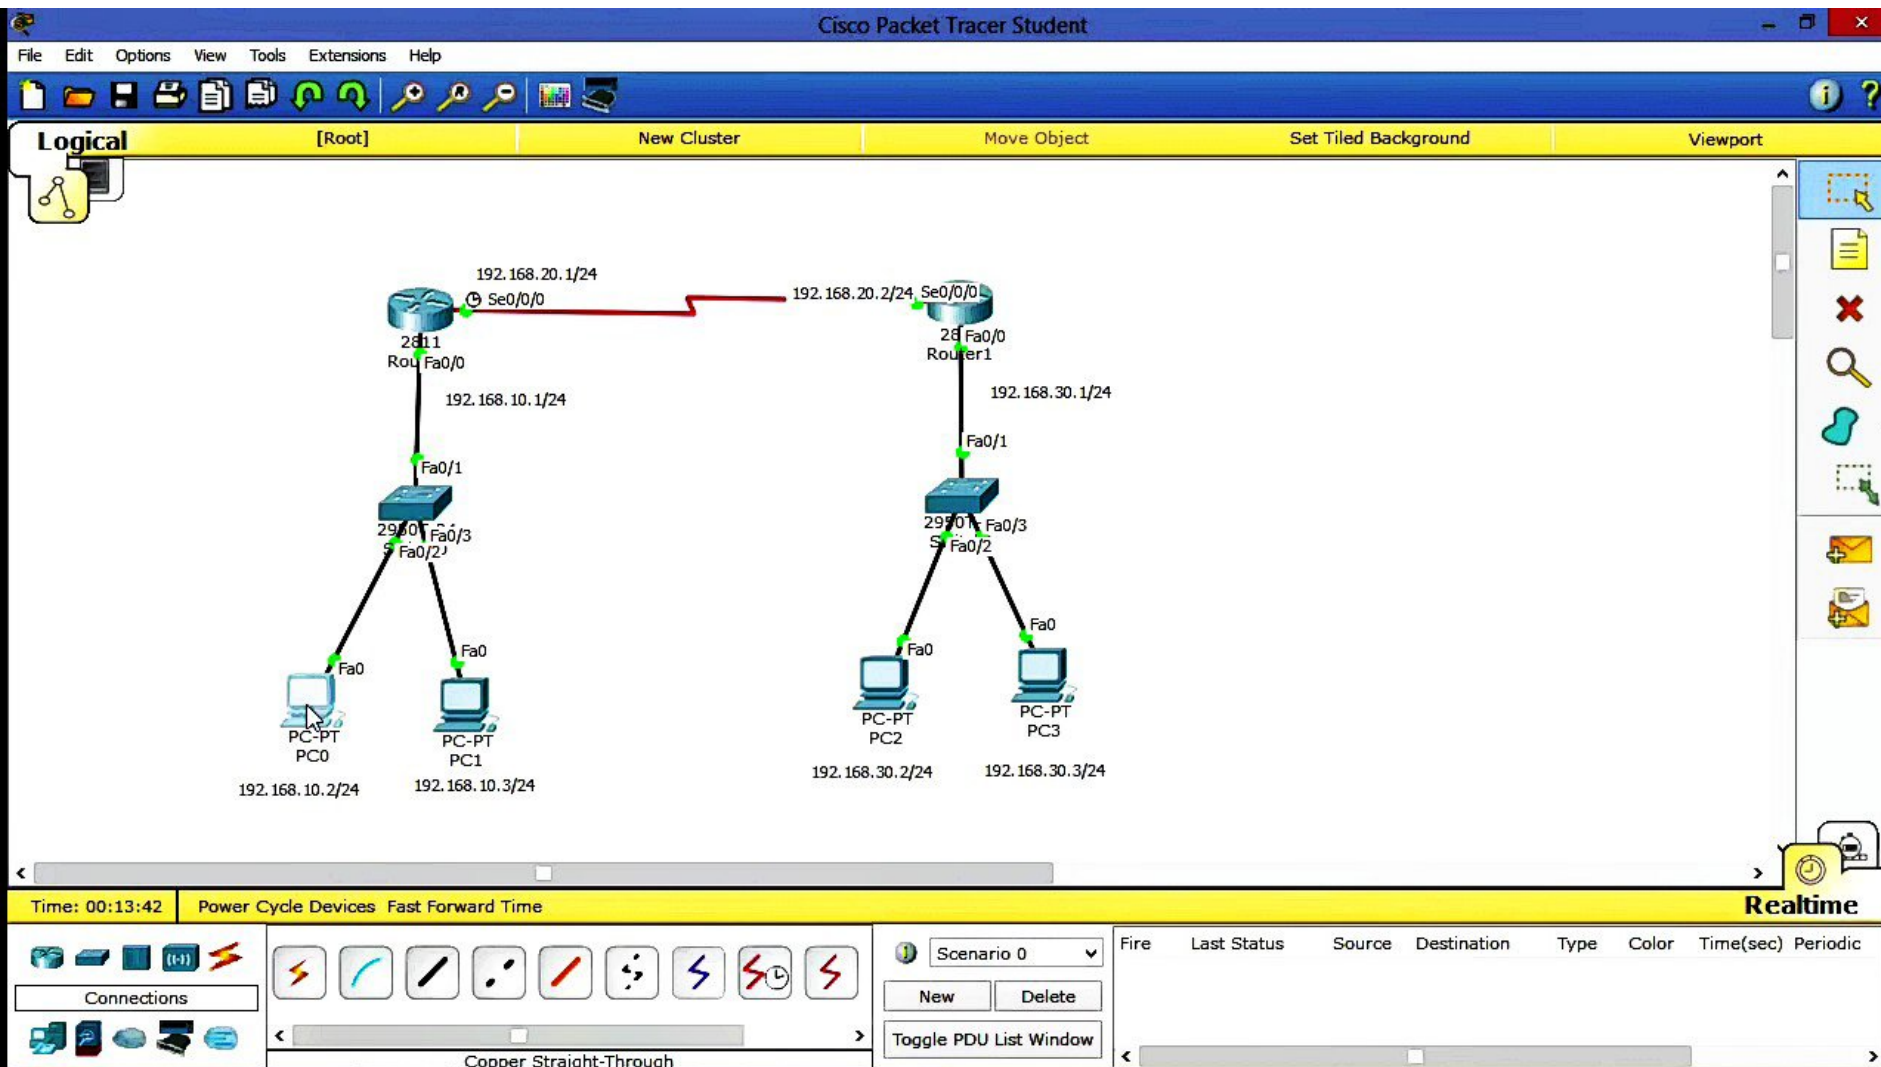 Cisco Packet Tracer Student
File Edit Options View Tools Extensions Help
Logical [Root] New Cluster Move Object Set Tiled Background Viewport
192.168.20.1/24
Se0/0/0
192.168.20.2/24 Se0/0/0
2811
Fa0/0
28 Fa0/0
Router1
192.168.10.1/24
192.168.30.1/24
Fa0/1
Fa0/1
Fa0/3
Fa0/2
Fa0/3
Fa0/2
Fa0
Fa0
Fa0
Fa0
PC-PT
PC0
PC-PT
PC1
PC-PT
PC2
PC-PT
PC3
192.168.10.2/24
192.168.10.3/24
192.168.30.2/24
192.168.30.3/24
Time: 00:13:42 Power Cycle Devices Fast Forward Time
Realtime
Connections
Copper Straight-Through
Scenario 0
New Delete
Toggle PDU List Window
Fire Last Status Source Destination Type Color Time(sec) Periodic